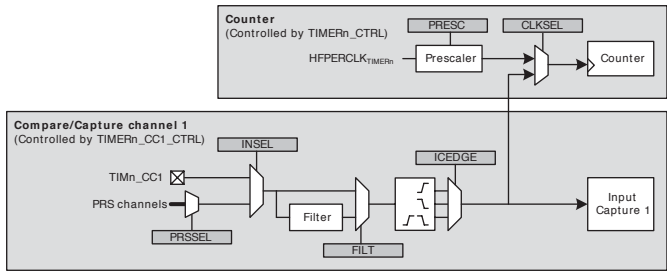 Counter
(Controlled by TIMERn_CTRL)
PRESC
CLKSEL
HFPERCLKTIMERn
Prescaler
Counter
Compare/Capture channel 1
(Controlled by TIMERn_CC1_CTRL)
INSEL
ICEDGE
TIMn_CC1
PRS channels
Filter
Input
Capture 1
PRSSEL
FILT